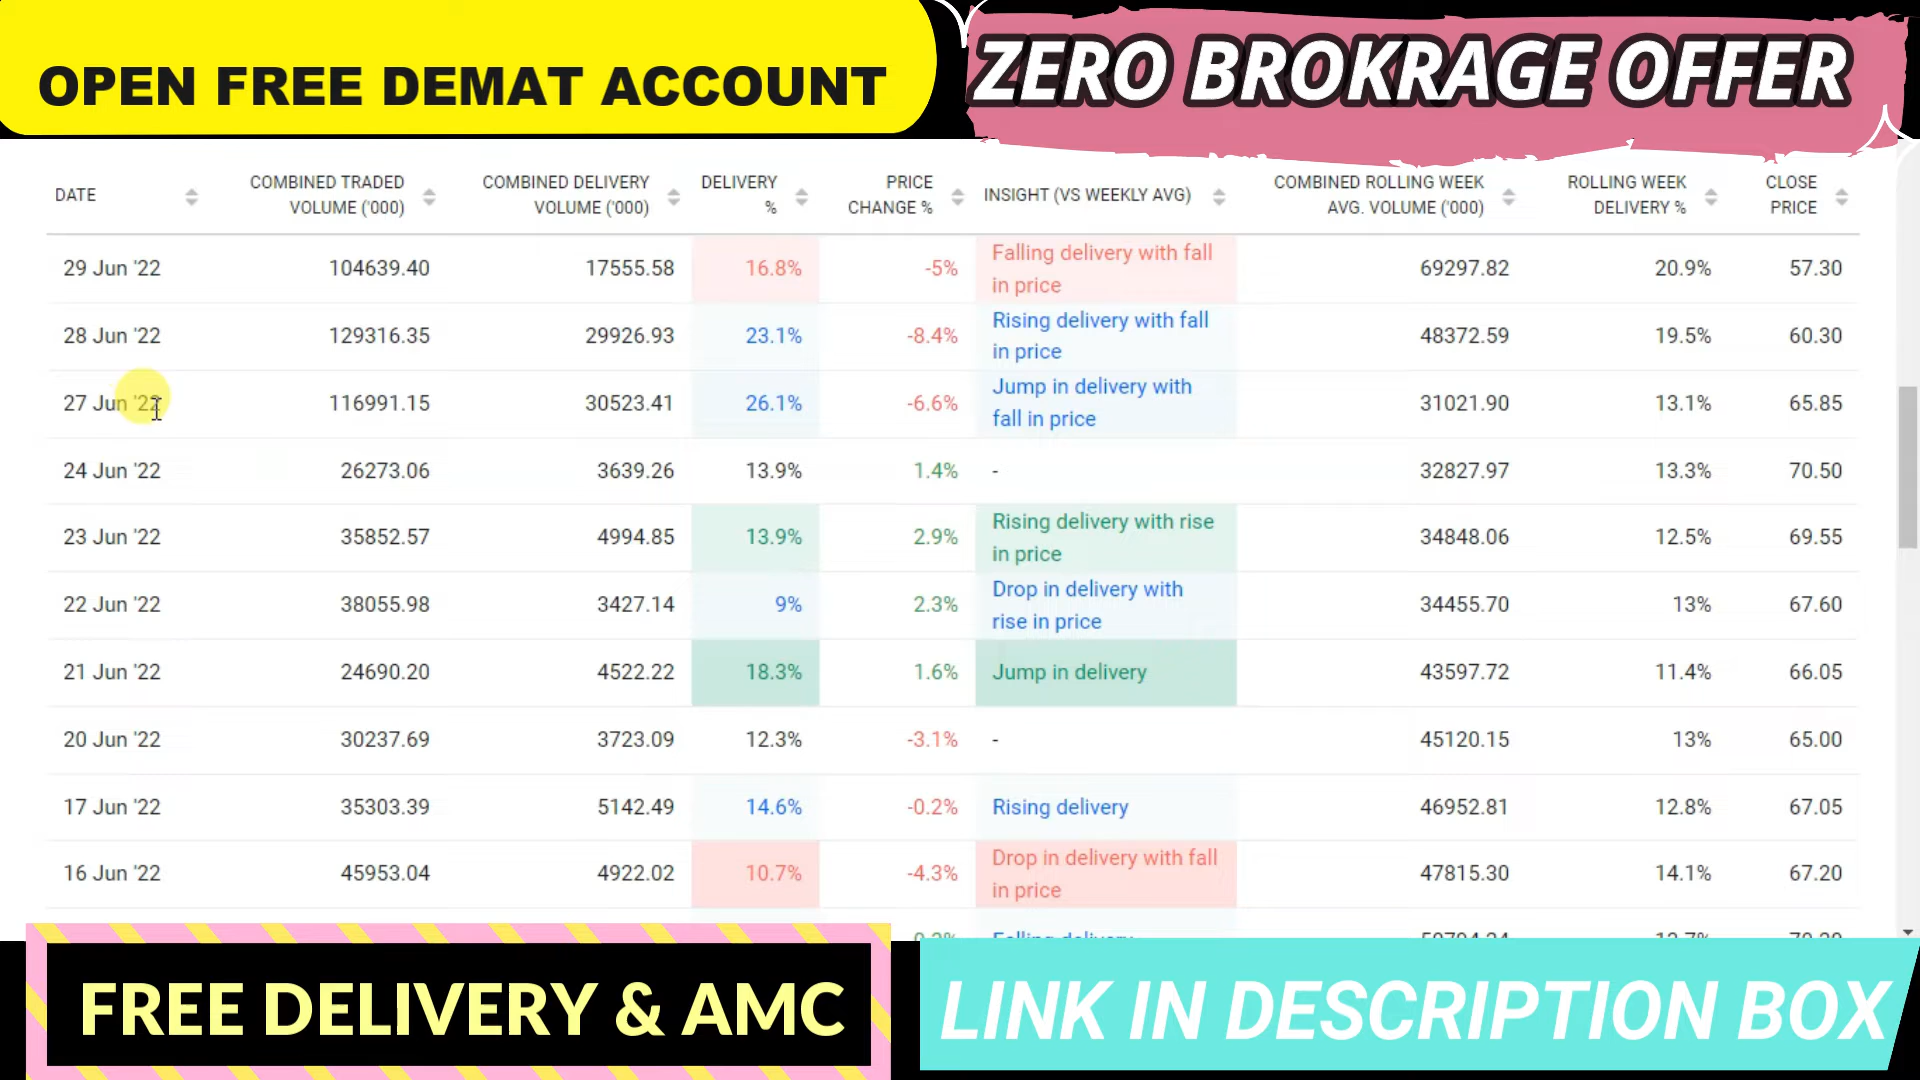 OPEN FREE DEMAT ACCOUNT
ZERO BROKRAGE OFFER
DATE COMBINED TRADED VOLUME ('000) COMBINED DELIVERY VOLUME ('000) DELIVERY % PRICE CHANGE % INSIGHT (VS WEEKLY AVG) COMBINED ROLLING WEEK AVG. VOLUME ('000) ROLLING WEEK DELIVERY % CLOSE PRICE
29 Jun '22 104639.40 17555.58 16.8% -5% Falling delivery with fall in price 69297.82 20.9% 57.30
28 Jun '22 129316.35 29926.93 23.1% -8.4% Rising delivery with fall in price 48372.59 19.5% 60.30
27 Jun '22 116991.15 30523.41 26.1% -6.6% Jump in delivery with fall in price 31021.90 13.1% 65.85
24 Jun '22 26273.06 3639.26 13.9% 1.4% - 32827.97 13.3% 70.50
23 Jun '22 35852.57 4994.85 13.9% 2.9% Rising delivery with rise in price 34848.06 12.5% 69.55
22 Jun '22 38055.98 3427.14 9% 2.3% Drop in delivery with rise in price 34455.70 13% 67.60
21 Jun '22 24690.20 4522.22 18.3% 1.6% Jump in delivery 43597.72 11.4% 66.05
20 Jun '22 30237.69 3723.09 12.3% -3.1% - 45120.15 13% 65.00
17 Jun '22 35303.39 5142.49 14.6% -0.2% Rising delivery 46952.81 12.8% 67.05
16 Jun '22 45953.04 4922.02 10.7% -4.3% Drop in delivery with fall in price 47815.30 14.1% 67.20
Falling delivery
FREE DELIVERY & AMC
LINK IN DESCRIPTION BOX